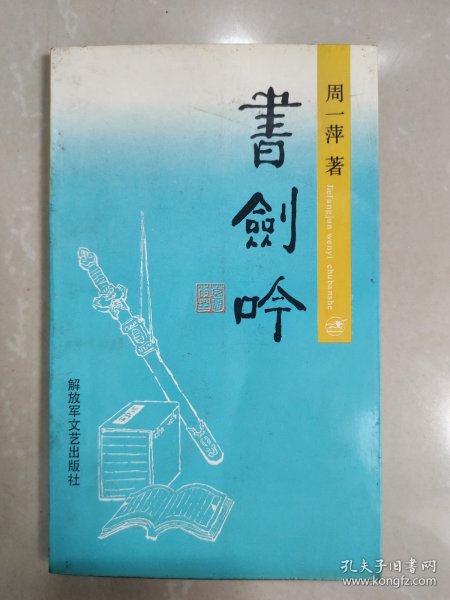 周一萍 著
Jiefangjun wenyi chubanshe
書劍吟
解放军文艺出版社
孔夫子旧书网
www.kongfz.com